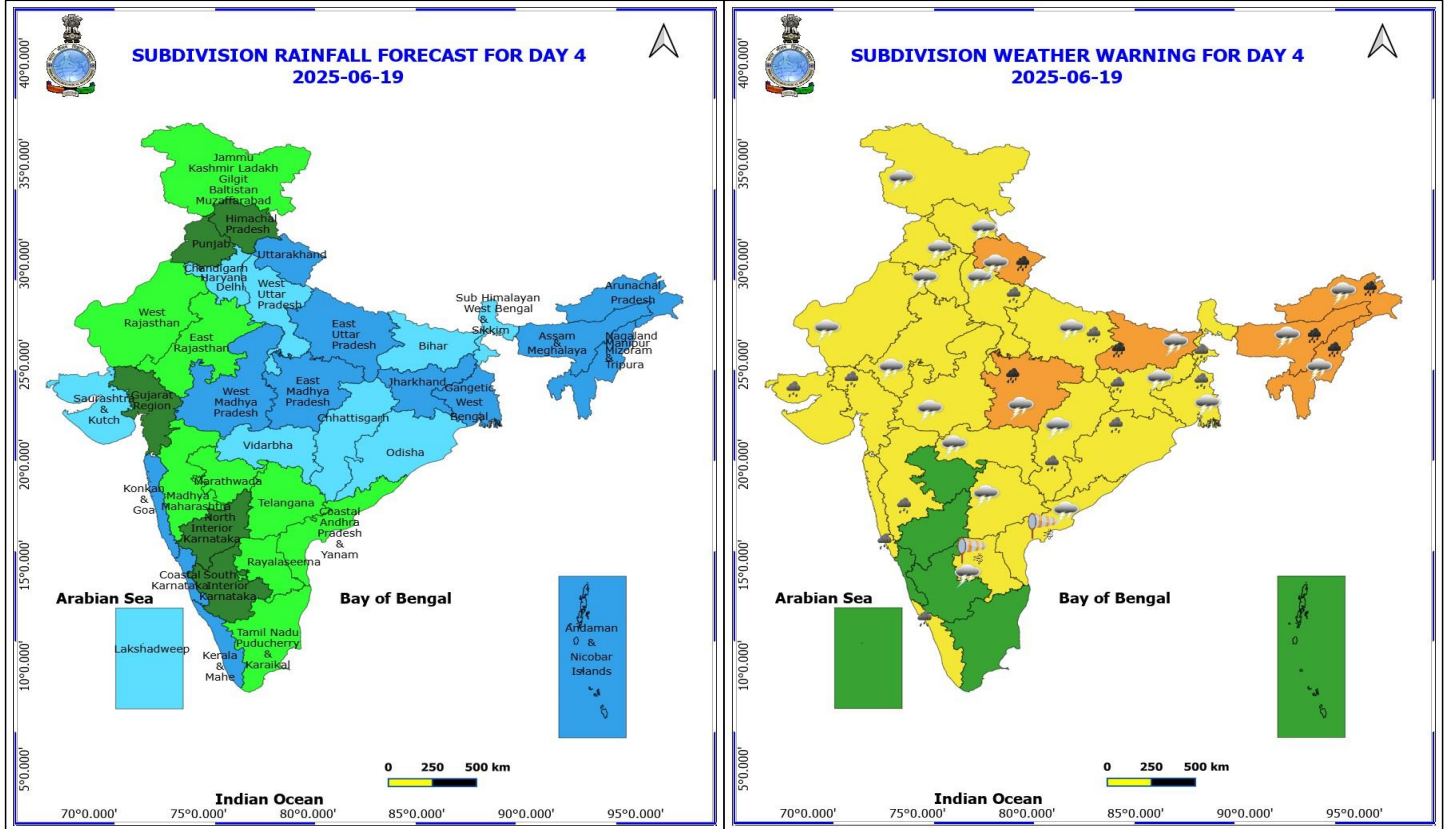 SUBDIVISION RAINFALL FORECAST FOR DAY 4
2025-06-19
40°0.000'
35°0.000'
30°0.000'
25°0.000'
20°0.000'
15°0.000'
10°0.000'
5°0.000'
Jammu
Kashmir Ladakh
Gilgit
Baltistan
Muzaffarabad
Himachal
Pradesh
Punjab
Uttarakhand
Chandigarh
Haryana
Delhi
West
Uttar
Pradesh
West
Rajasthan
East
Rajasthan
East
Uttar
Pradesh
Bihar
Sub Himalayan
West Bengal
&
Sikkim
Arunachal
Pradesh
Assam
&
Meghalaya
Nagaland
Manipur
Mizoram
&
Tripura
Saurashtra
&
Kutch
Gujarat
Region
West
Madhya
Pradesh
East
Madhya
Pradesh
Jharkhand
Gangetic
West
Bengal
Chhattisgarh
Vidarbha
Odisha
Konkan
&
Goa
Madhya
Maharashtra
Marathwada
Telangana
North
Interior
Karnataka
Coastal
Andhra
Pradesh
&
Yanam
Rayalaseema
Coastal
Karnataka
South
Interior
Karnataka
Arabian Sea
Bay of Bengal
Lakshadweep
Kerala
&
Mahe
Tamil Nadu
Puducherry
&
Karaikal
Andaman
&
Nicobar
Islands
0 250 500 km
Indian Ocean
70°0.000' 75°0.000' 80°0.000' 85°0.000' 90°0.000' 95°0.000'
SUBDIVISION WEATHER WARNING FOR DAY 4
2025-06-19
40°0.000'
35°0.000'
30°0.000'
25°0.000'
20°0.000'
15°0.000'
10°0.000'
5°0.000'
Arabian Sea
Bay of Bengal
0 250 500 km
Indian Ocean
70°0.000' 75°0.000' 80°0.000' 85°0.000' 90°0.000' 95°0.000'